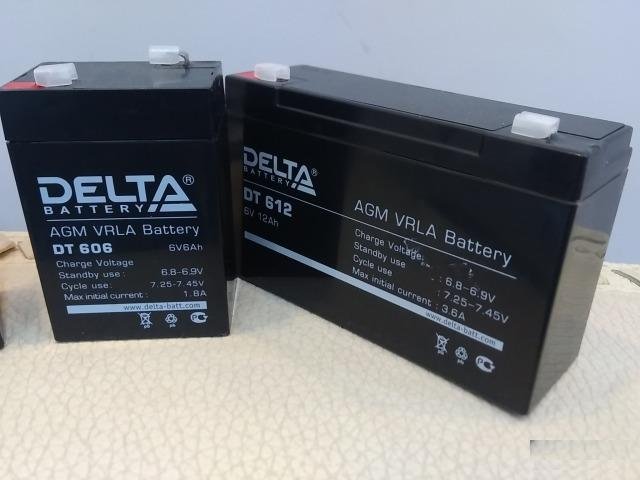 DELTA®
BATTERY
AGM VRLA Battery
DT 606 6V6Ah
Charge Voltage
Standby use : 6.8-6.9V
Cycle use : 7.25-7.45V
Max initial current : 1.8A
www.delta-batt.com
Pb
DELTA®
BATTERY
DT 612
6V 12Ah
AGM VRLA Battery
Charge Voltage
Standby use : 6.8-6.9V
Cycle use : 7.25-7.45V
Max initial current : 3.6A
www.delta-batt.com
Pb